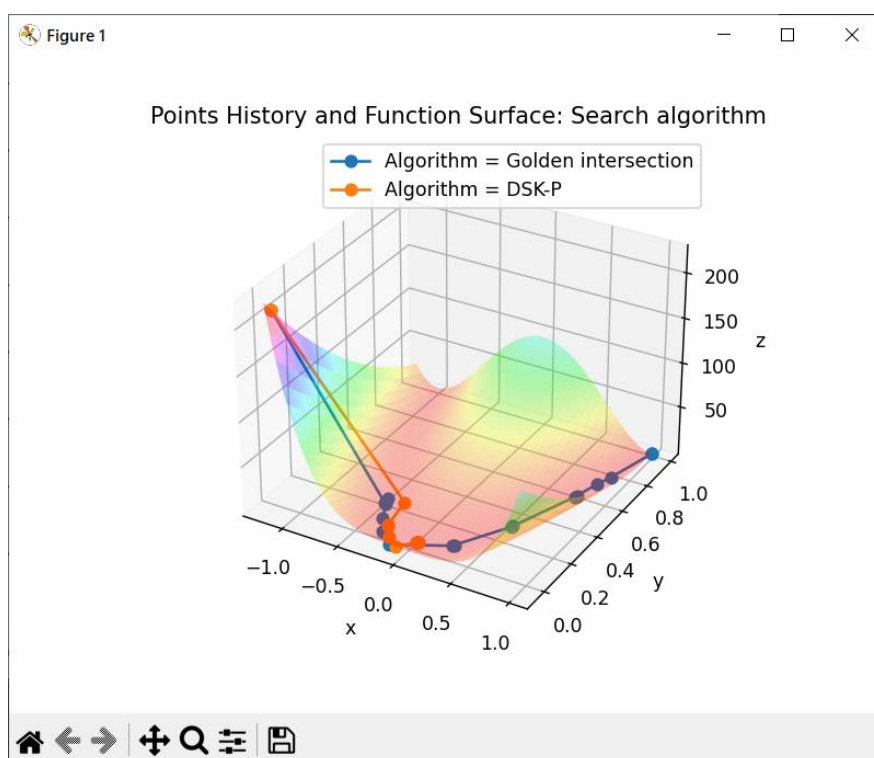 Figure 1
Points History and Function Surface: Search algorithm
Algorithm = Golden intersection
Algorithm = DSK-P
200
150
100
50
z
−1.0
−0.5
0.0
0.5
1.0
x
0.0
0.2
0.4
0.6
0.8
1.0
y